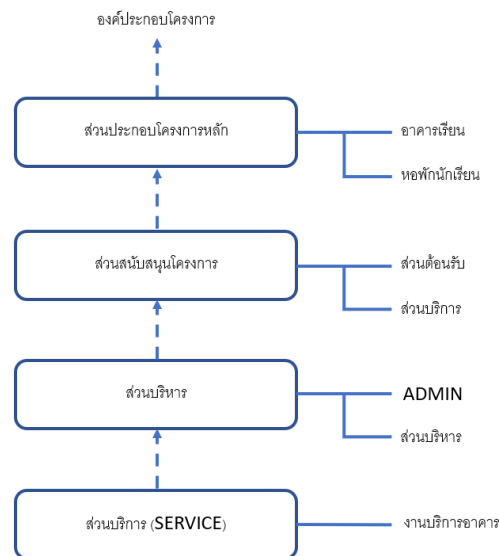 องค์ประกอบโครงการ
ส่วนประกอบโครงการหลัก
อาคารเรียน
หอพักนักเรียน
ส่วนสนับสนุนโครงการ
ส่วนต้อนรับ
ส่วนบริการ
ส่วนบริหาร
ADMIN
ส่วนบริหาร
ส่วนบริการ (SERVICE)
งานบริการอาคาร